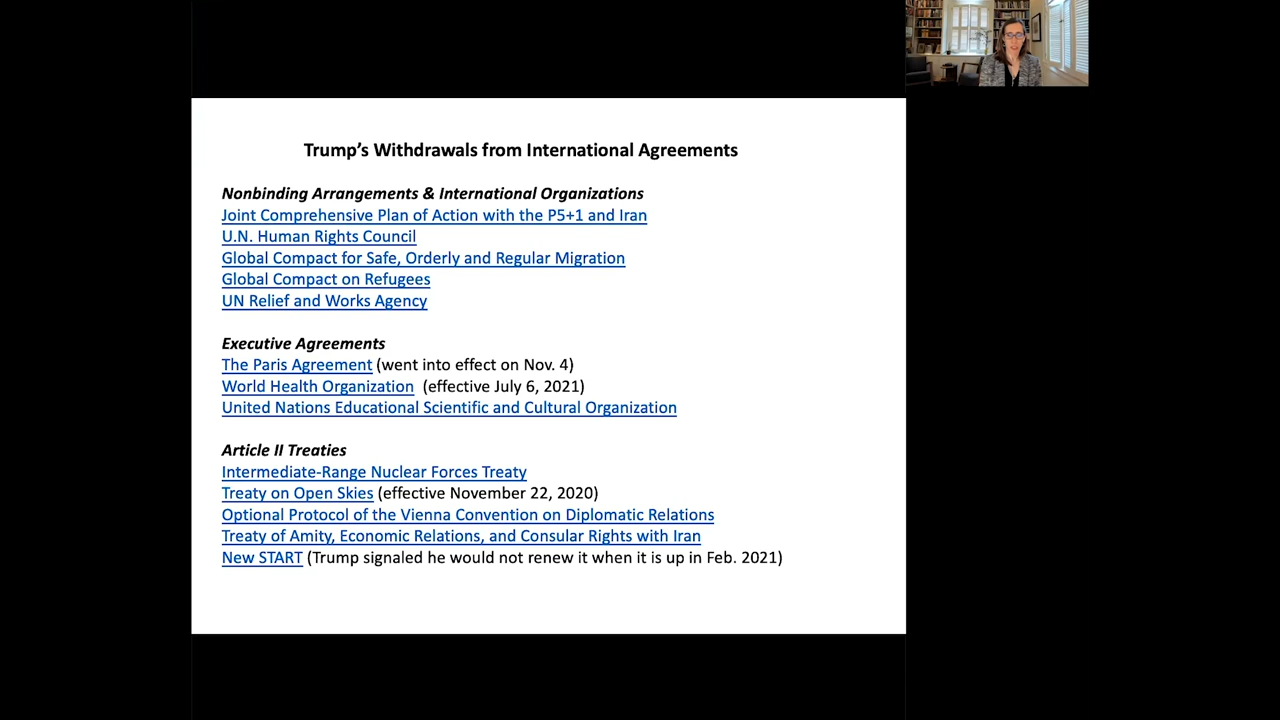 Trump’s Withdrawals from International Agreements
Nonbinding Arrangements & International Organizations
Joint Comprehensive Plan of Action with the P5+1 and Iran
U.N. Human Rights Council
Global Compact for Safe, Orderly and Regular Migration
Global Compact on Refugees
UN Relief and Works Agency
Executive Agreements
The Paris Agreement (went into effect on Nov. 4)
World Health Organization (effective July 6, 2021)
United Nations Educational Scientific and Cultural Organization
Article II Treaties
Intermediate-Range Nuclear Forces Treaty
Treaty on Open Skies (effective November 22, 2020)
Optional Protocol of the Vienna Convention on Diplomatic Relations
Treaty of Amity, Economic Relations, and Consular Rights with Iran
New START (Trump signaled he would not renew it when it is up in Feb. 2021)